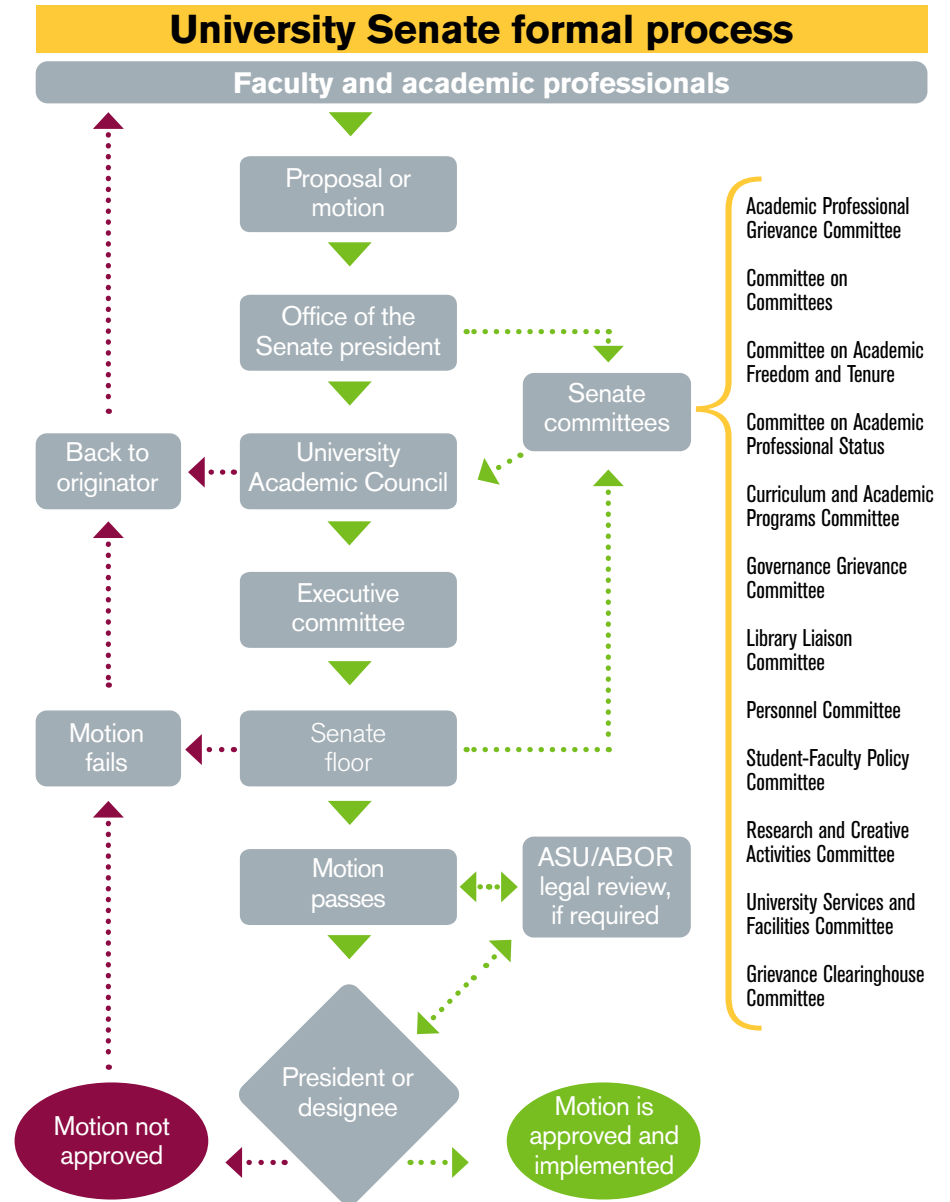 University Senate formal process
Faculty and academic professionals
Proposal or
motion
Office of the
Senate president
Senate
committees
Back to
originator
University
Academic Council
Executive
committee
Motion
fails
Senate
floor
Motion
passes
ASU/ABOR
legal review,
if required
President or
designee
Motion not
approved
Motion is
approved and
implemented
Academic Professional
Grievance Committee
Committee on
Committees
Committee on Academic
Freedom and Tenure
Committee on Academic
Professional Status
Curriculum and Academic
Programs Committee
Governance Grievance
Committee
Library Liaison
Committee
Personnel Committee
Student-Faculty Policy
Committee
Research and Creative
Activities Committee
University Services and
Facilities Committee
Grievance Clearinghouse
Committee